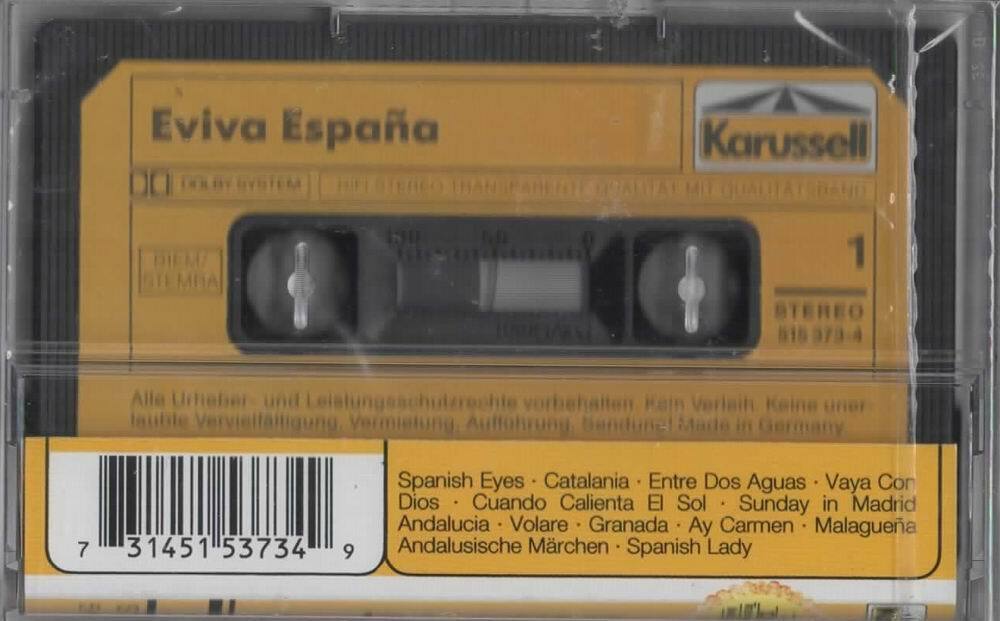 Eviva España
Karussell
DOLBY SYSTEM HIFI STEREO TRANSPARENTE QUALITÄT MIT QUALITÄTSBAND
BIEM/
STEMRA
100 50 0
1
STEREO
515 373-4
Alle Urheber- und Leistungsschutzrechte vorbehalten. Kein Verleih. Keine uner-
laubte Vervielfältigung, Vermietung, Aufführung, Sendung! Made in Germany.
Spanish Eyes · Catalania · Entre Dos Aguas · Vaya Con
Dios · Cuando Calienta El Sol · Sunday in Madrid
Andalucia · Volare · Granada · Ay Carmen · Malagueña
Andalusische Märchen · Spanish Lady
7 31451 53734 9